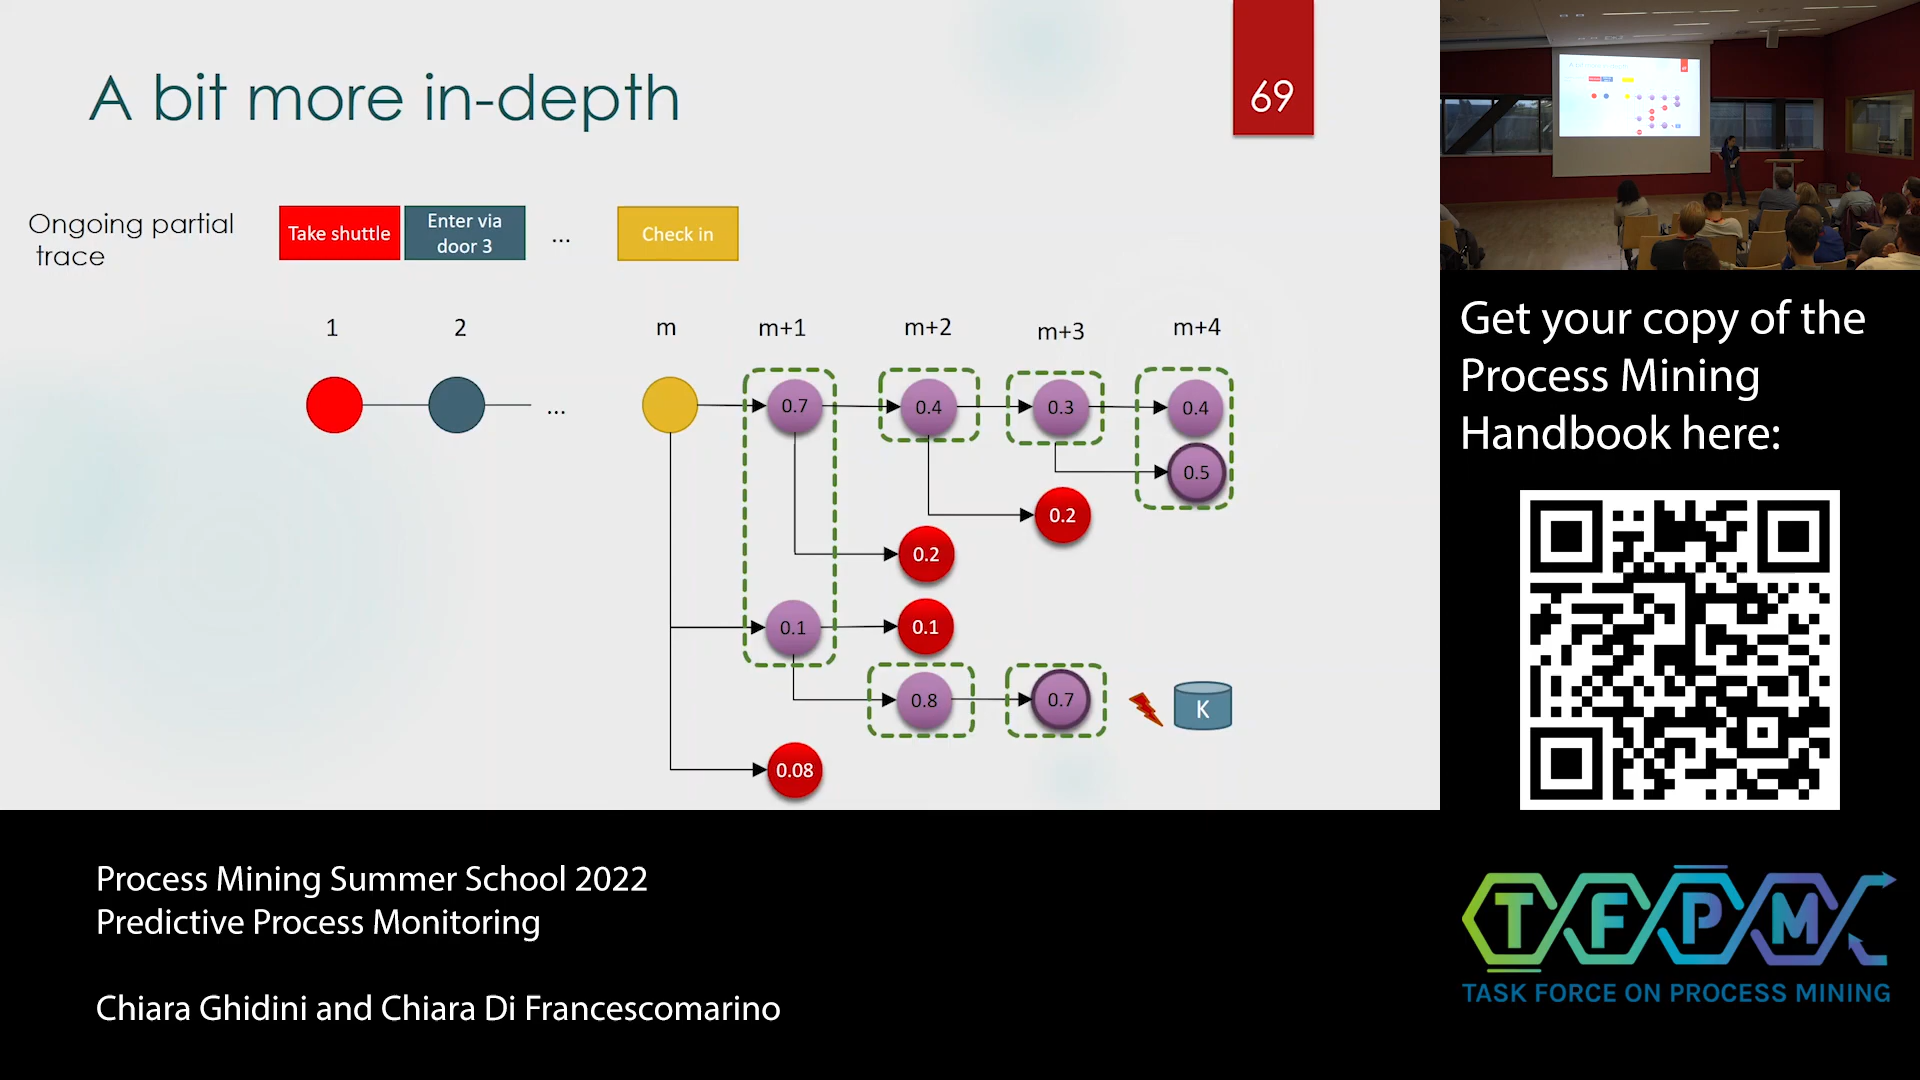 A bit more in-depth
69
Ongoing partial
trace
Take shuttle
Enter via
door 3
...
Check in
1
2
m
m+1
m+2
m+3
m+4
...
0.7
0.4
0.3
0.4
0.5
0.2
0.2
0.1
0.1
0.8
0.7
K
0.08
Get your copy of the
Process Mining
Handbook here:
Process Mining Summer School 2022
Predictive Process Monitoring
Chiara Ghidini and Chiara Di Francescomarino
TFPM
TASK FORCE ON PROCESS MINING